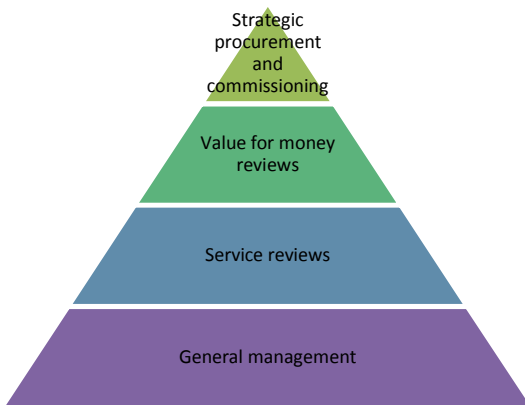 Strategic
procurement
and
commissioning
Value for money
reviews
Service reviews
General management